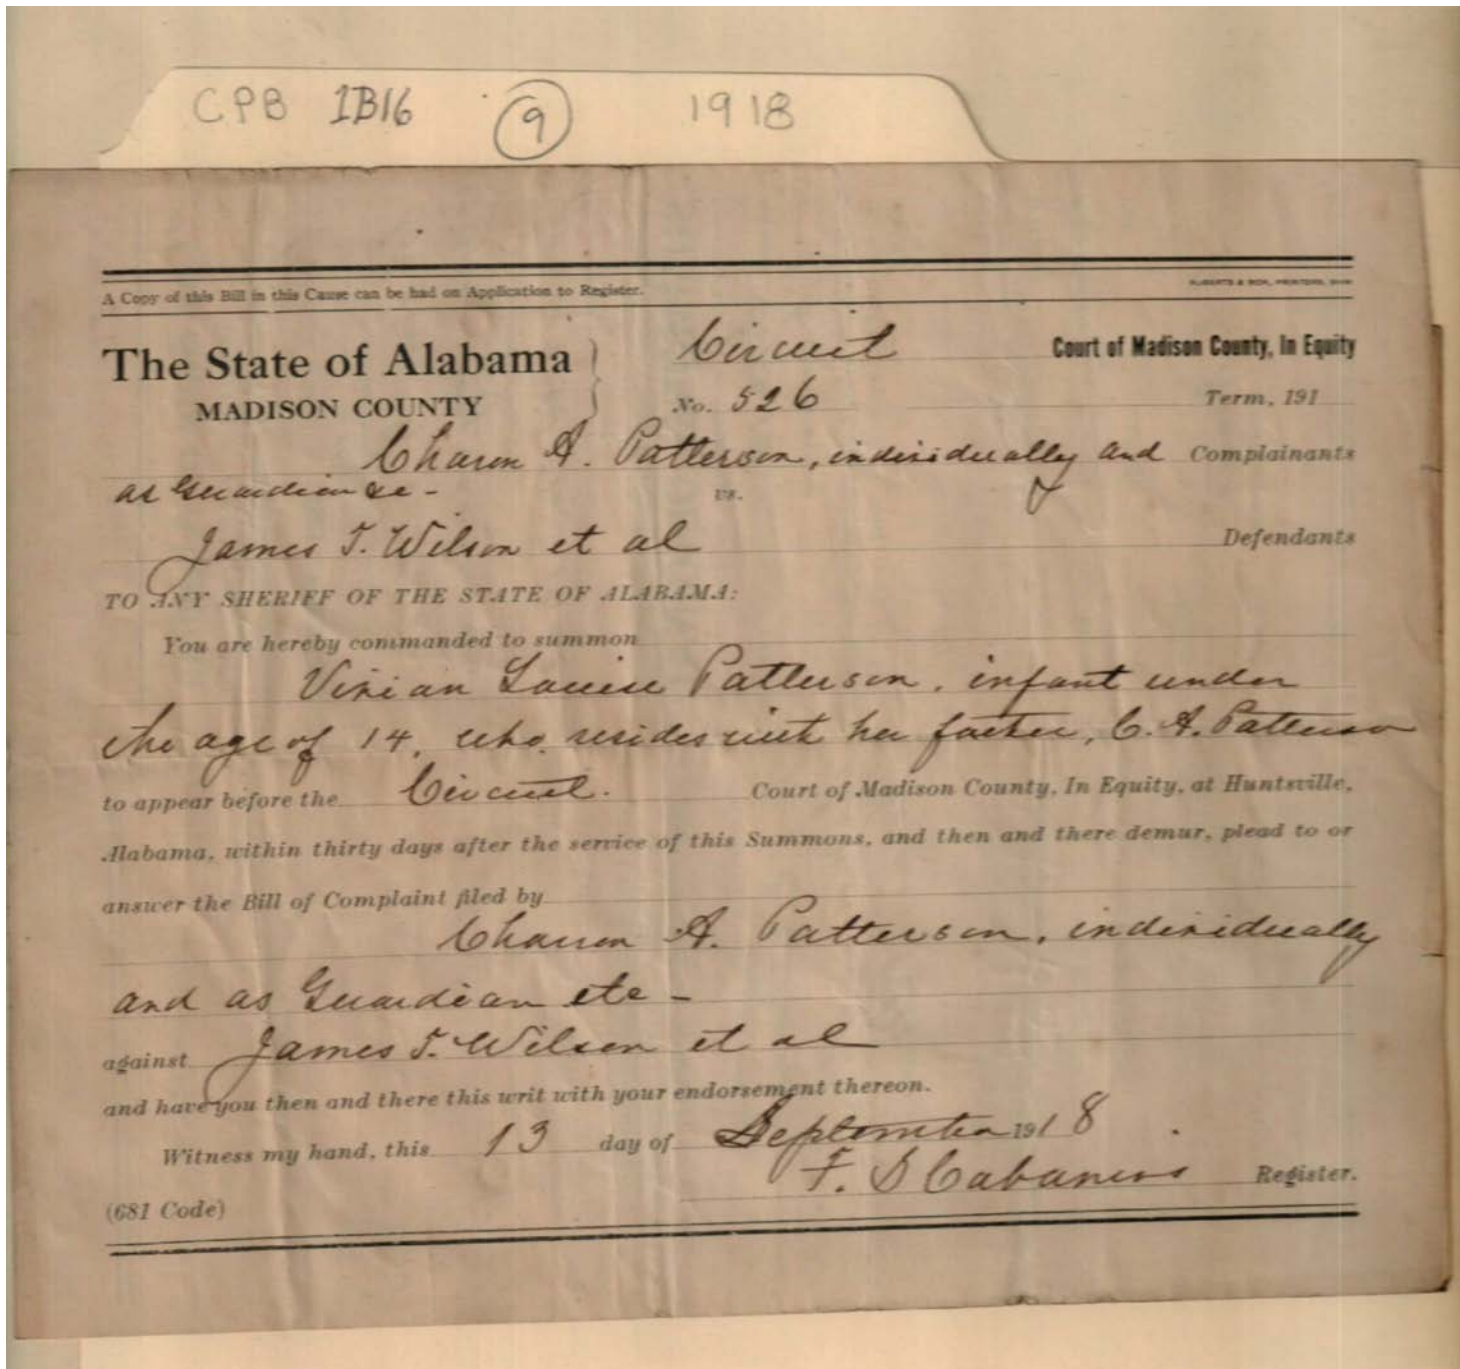 CPB IB16 9 1918
A Copy of this Bill in this Cause can be had on Application to Register.
The State of Alabama
MADISON COUNTY
Circuit Court of Madison County, In Equity
No. 526 Term, 191
Charon A. Patterson, individually and Complainants
as Guardian &c -
vs.
James T. Wilson et al Defendants
TO ANY SHERIFF OF THE STATE OF ALABAMA:
You are hereby commanded to summon
Vivian Louise Patterson, infant under
the age of 14, who resides with her father, C. A. Patterson
to appear before the Circuit Court of Madison County, In Equity, at Huntsville,
Alabama, within thirty days after the service of this Summons, and then and there demur, plead to or
answer the Bill of Complaint filed by
Charon A. Patterson, individually
and as Guardian etc -
against James T. Wilson et al
and have you then and there this writ with your endorsement thereon.
Witness my hand, this 13 day of September 1918
F. D Cabaniss Register.
(681 Code)